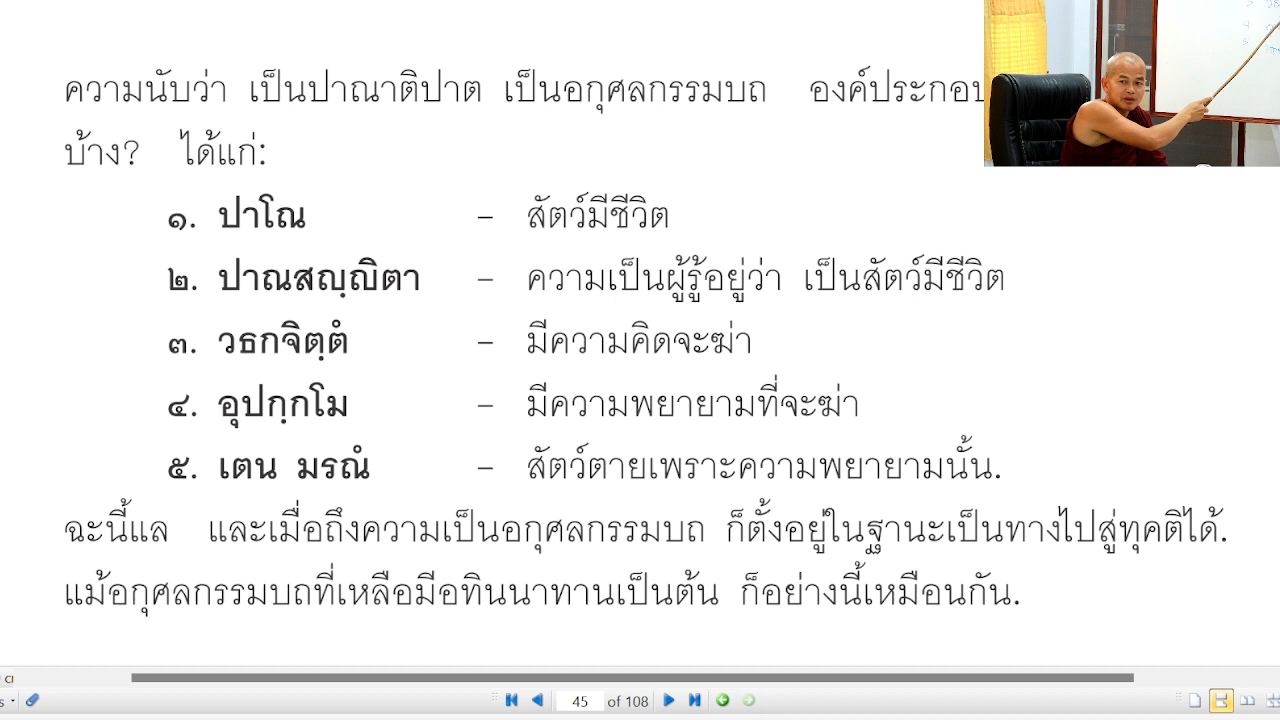 ความนับว่า เป็นปาณาติปาต เป็นอกุศลกรรมบถ องค์ประกอบ
บ้าง? ได้แก่:
๑. ปาโณ – สัตว์มีชีวิต
๒. ปาณสญฺญิตา – ความเป็นผู้รู้อยู่ว่า เป็นสัตว์มีชีวิต
๓. วธกจิตฺตํ – มีความคิดจะฆ่า
๔. อุปกฺกโม – มีความพยายามที่จะฆ่า
๕. เตน มรณํ – สัตว์ตายเพราะความพยายามนั้น.
ฉะนี้แล และเมื่อถึงความเป็นอกุศลกรรมบถ ก็ตั้งอยู่ในฐานะเป็นทางไปสู่ทุคติได้.
แม้อกุศลกรรมบถที่เหลือมีอทินนาทานเป็นต้น ก็อย่างนี้เหมือนกัน.
45 of 108